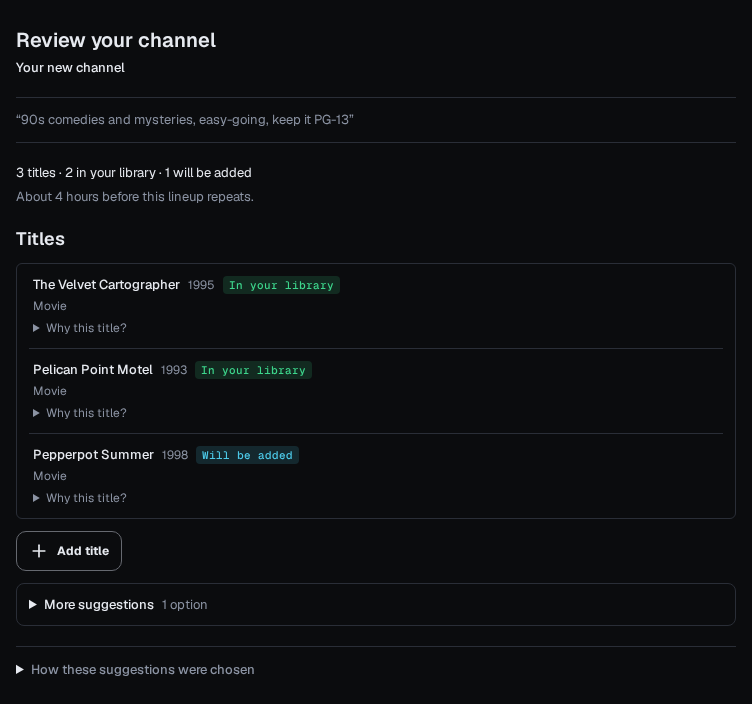 Review your channel
Your new channel
“90s comedies and mysteries, easy-going, keep it PG-13”
3 titles · 2 in your library · 1 will be added
About 4 hours before this lineup repeats.
Titles
The Velvet Cartographer 1995 In your library
Movie
Why this title?
Pelican Point Motel 1993 In your library
Movie
Why this title?
Pepperpot Summer 1998 Will be added
Movie
Why this title?
Add title
More suggestions 1 option
How these suggestions were chosen